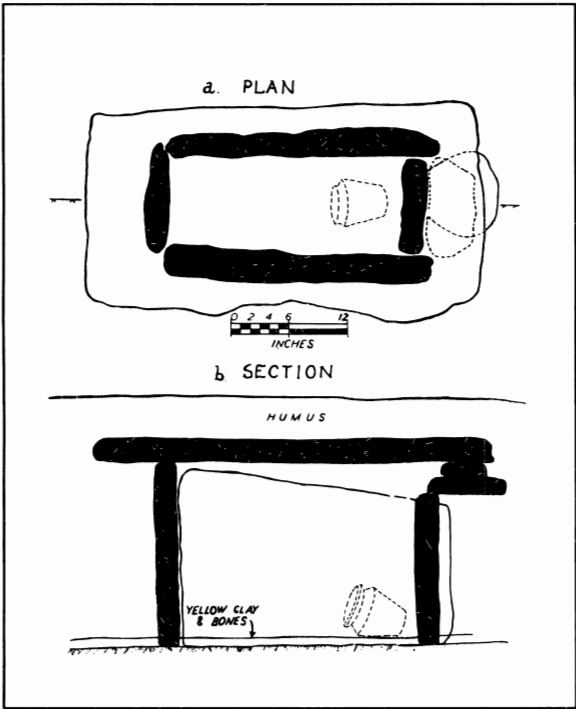 a. PLAN
0 2 4 6 12
INCHES
b SECTION
HUMUS
YELLOW CLAY
& BONES